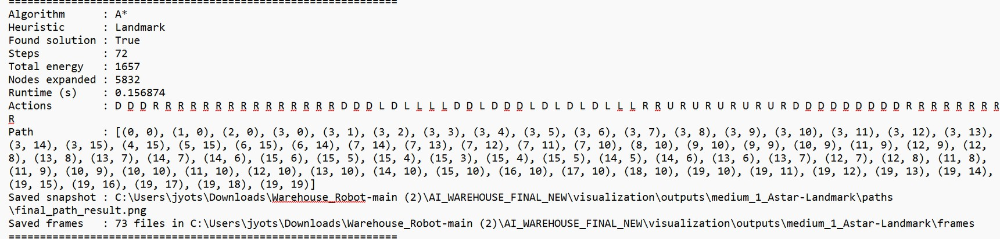 ===============================================================
Algorithm      : A*
Heuristic      : Landmark
Found solution : True
Steps          : 72
Total energy   : 1657
Nodes expanded : 5832
Runtime (s)    : 0.156874
Actions        : D D D R R R R R R R R R R R R R R R D D D L D L L L L D D L D D D L D L D L D L L L R R U R U R U R U R U R D D D D D D D D D R R R R R R R R
R
Path           : [(0, 0), (1, 0), (2, 0), (3, 0), (3, 1), (3, 2), (3, 3), (3, 4), (3, 5), (3, 6), (3, 7), (3, 8), (3, 9), (3, 10), (3, 11), (3, 12), (3, 13),
(3, 14), (3, 15), (4, 15), (5, 15), (6, 15), (6, 14), (7, 14), (7, 13), (7, 12), (7, 11), (7, 10), (8, 10), (9, 10), (9, 9), (10, 9), (11, 9), (12, 9), (12,
8), (13, 8), (13, 7), (14, 7), (14, 6), (15, 6), (15, 5), (15, 4), (15, 3), (15, 4), (15, 5), (14, 5), (14, 6), (13, 6), (13, 7), (12, 7), (12, 8), (11, 8),
(11, 9), (10, 9), (10, 10), (11, 10), (12, 10), (13, 10), (14, 10), (15, 10), (16, 10), (17, 10), (18, 10), (19, 10), (19, 11), (19, 12), (19, 13), (19, 14),
(19, 15), (19, 16), (19, 17), (19, 18), (19, 19)]
Saved snapshot : C:\Users\jyots\Downloads\Warehouse_Robot-main (2)\AI_WAREHOUSE_FINAL_NEW\visualization\outputs\medium_1_Astar-Landmark\paths
\final_path_result.png
Saved frames   : 73 files in C:\Users\jyots\Downloads\Warehouse_Robot-main (2)\AI_WAREHOUSE_FINAL_NEW\visualization\outputs\medium_1_Astar-Landmark\frames
===============================================================